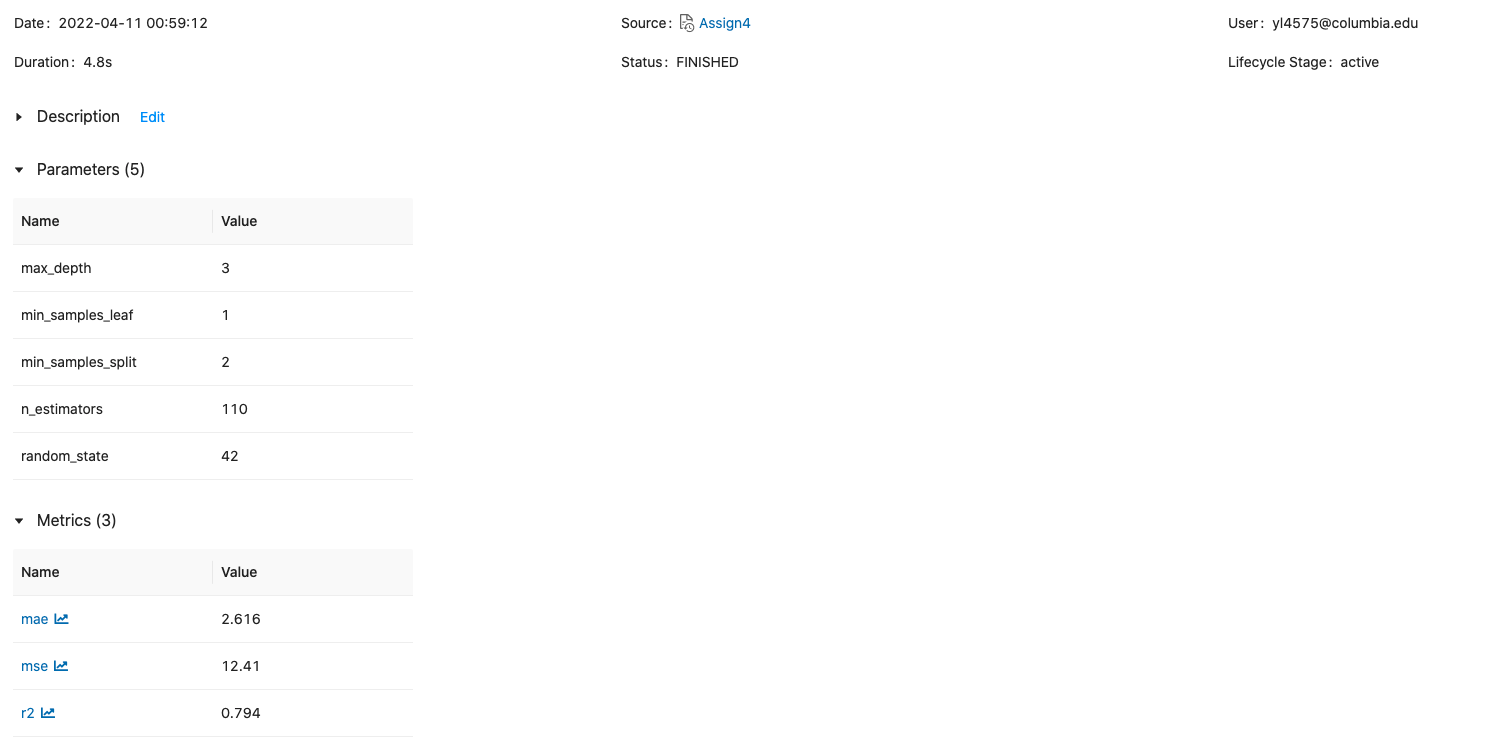 Date: 2022-04-11 00:59:12 Source: Assign4 User: yl4575@columbia.edu
Duration: 4.8s Status: FINISHED Lifecycle Stage: active
Description Edit
Parameters (5)
Name Value
max_depth 3
min_samples_leaf 1
min_samples_split 2
n_estimators 110
random_state 42
Metrics (3)
Name Value
mae 2.616
mse 12.41
r2 0.794